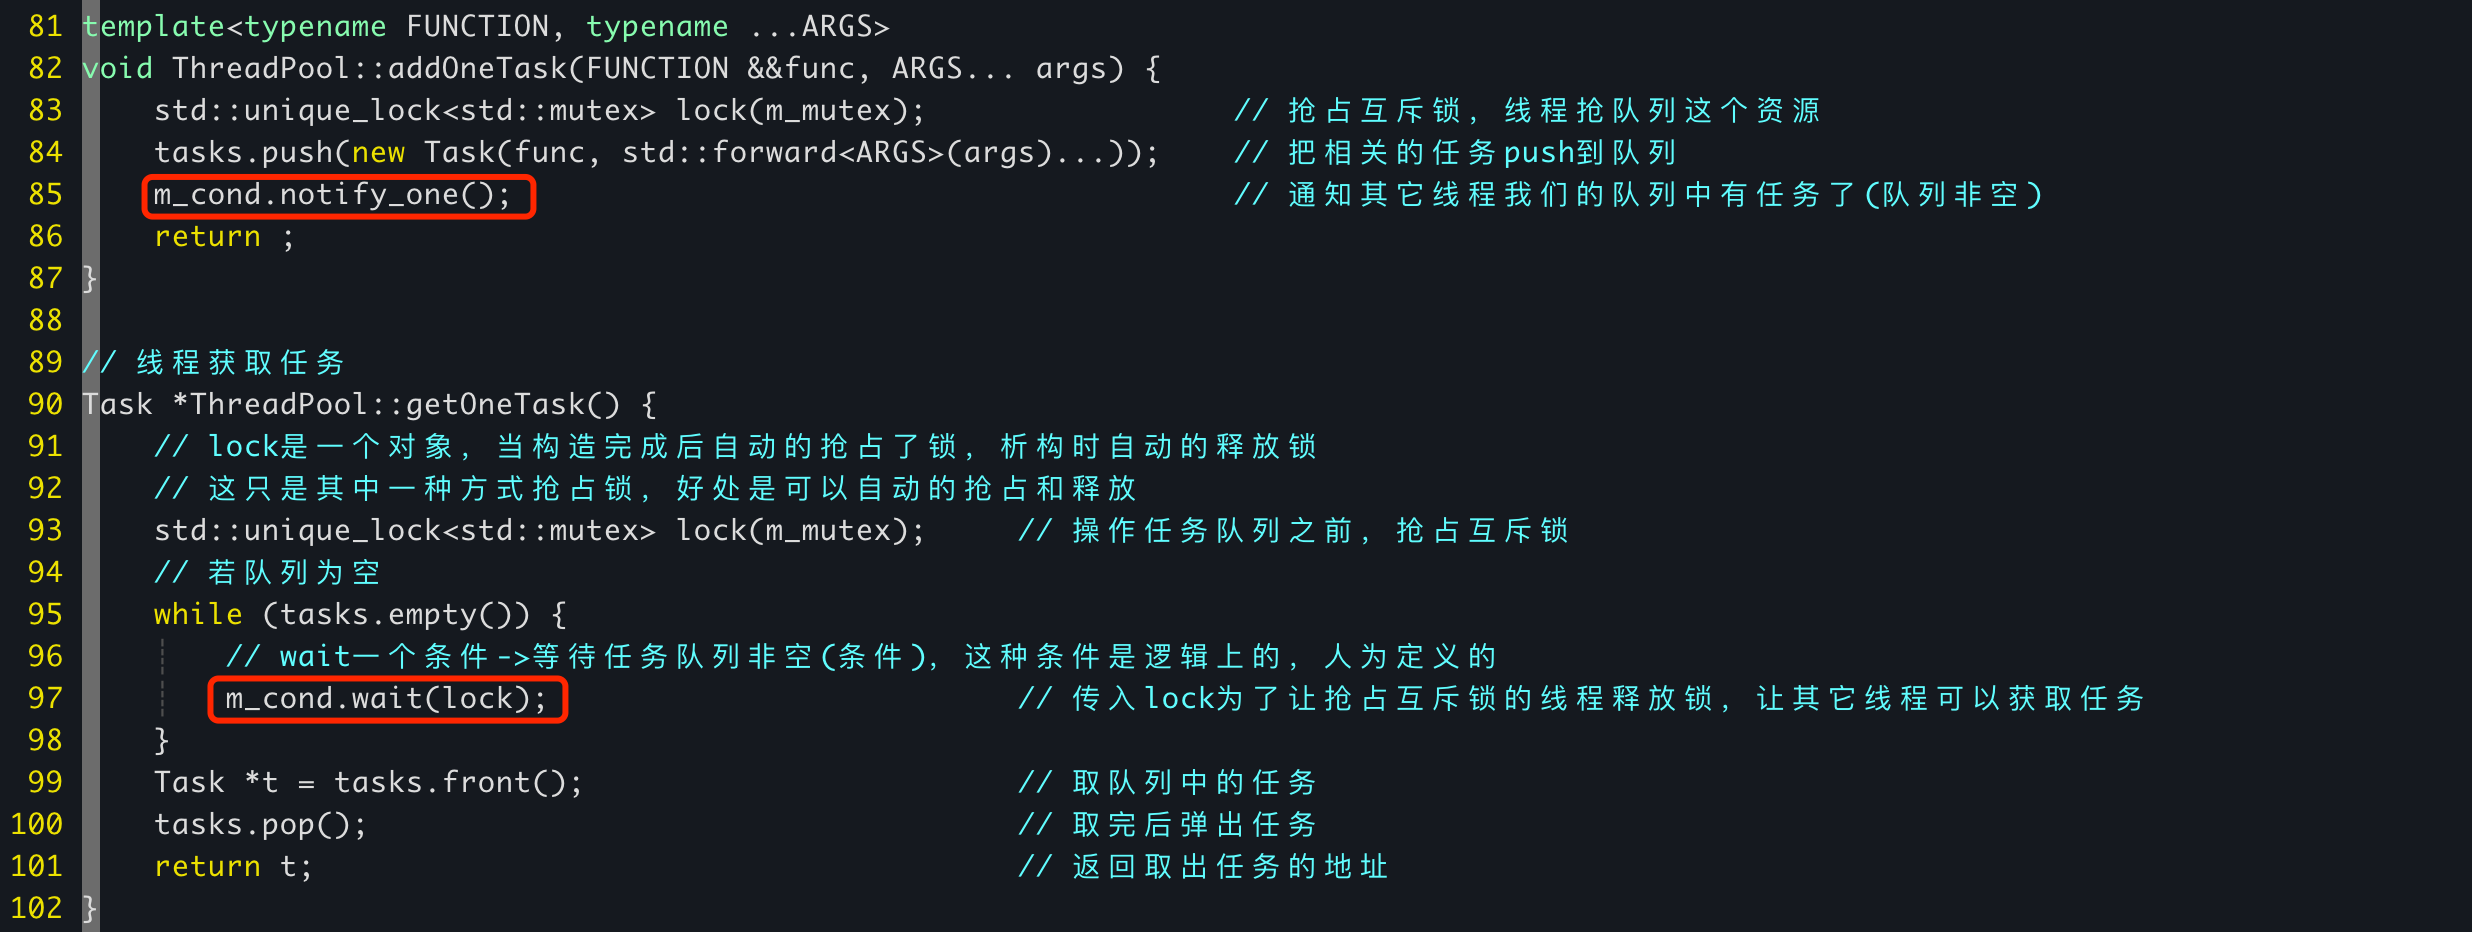 81 template<typename FUNCTION, typename ...ARGS>
82 void ThreadPool::addOneTask(FUNCTION &&func, ARGS... args) {
83     std::unique_lock<std::mutex> lock(m_mutex);                 // 抢占互斥锁, 线程抢队列这个资源
84     tasks.push(new Task(func, std::forward<ARGS>(args)...));    // 把相关的任务push到队列
85     m_cond.notify_one();                                        // 通知其它线程我们的队列中有任务了(队列非空)
86     return ;
87 }
88
89 // 线程获取任务
90 Task *ThreadPool::getOneTask() {
91     // lock是一个对象, 当构造完成后自动的抢占了锁, 析构时自动的释放锁
92     // 这只是其中一种方式抢占锁, 好处是可以自动的抢占和释放
93     std::unique_lock<std::mutex> lock(m_mutex);     // 操作任务队列之前, 抢占互斥锁
94     // 若队列为空
95     while (tasks.empty()) {
96         // wait一个条件->等待任务队列非空(条件), 这种条件是逻辑上的, 人为定义的
97         m_cond.wait(lock);                          // 传入lock为了让抢占互斥锁的线程释放锁, 让其它线程可以获取任务
98     }
99     Task *t = tasks.front();                        // 取队列中的任务
100     tasks.pop();                                    // 取完后弹出任务
101     return t;                                       // 返回取出任务的地址
102 }